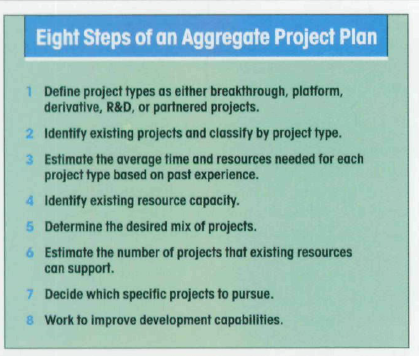 Eight Steps of an Aggregate Project Plan
1 Define project types as either breakthrough, platform,
derivative, R&D, or partnered projects.
2 Identify existing projects and classify by project type.
3 Estimate the average time and resources needed for each
project type based on past experience.
4 Identify existing resource capacity.
5 Determine the desired mix of projects.
6 Estimate the number of projects that existing resources
can support.
7 Decide which specific projects to pursue.
8 Work to improve development capabilities.